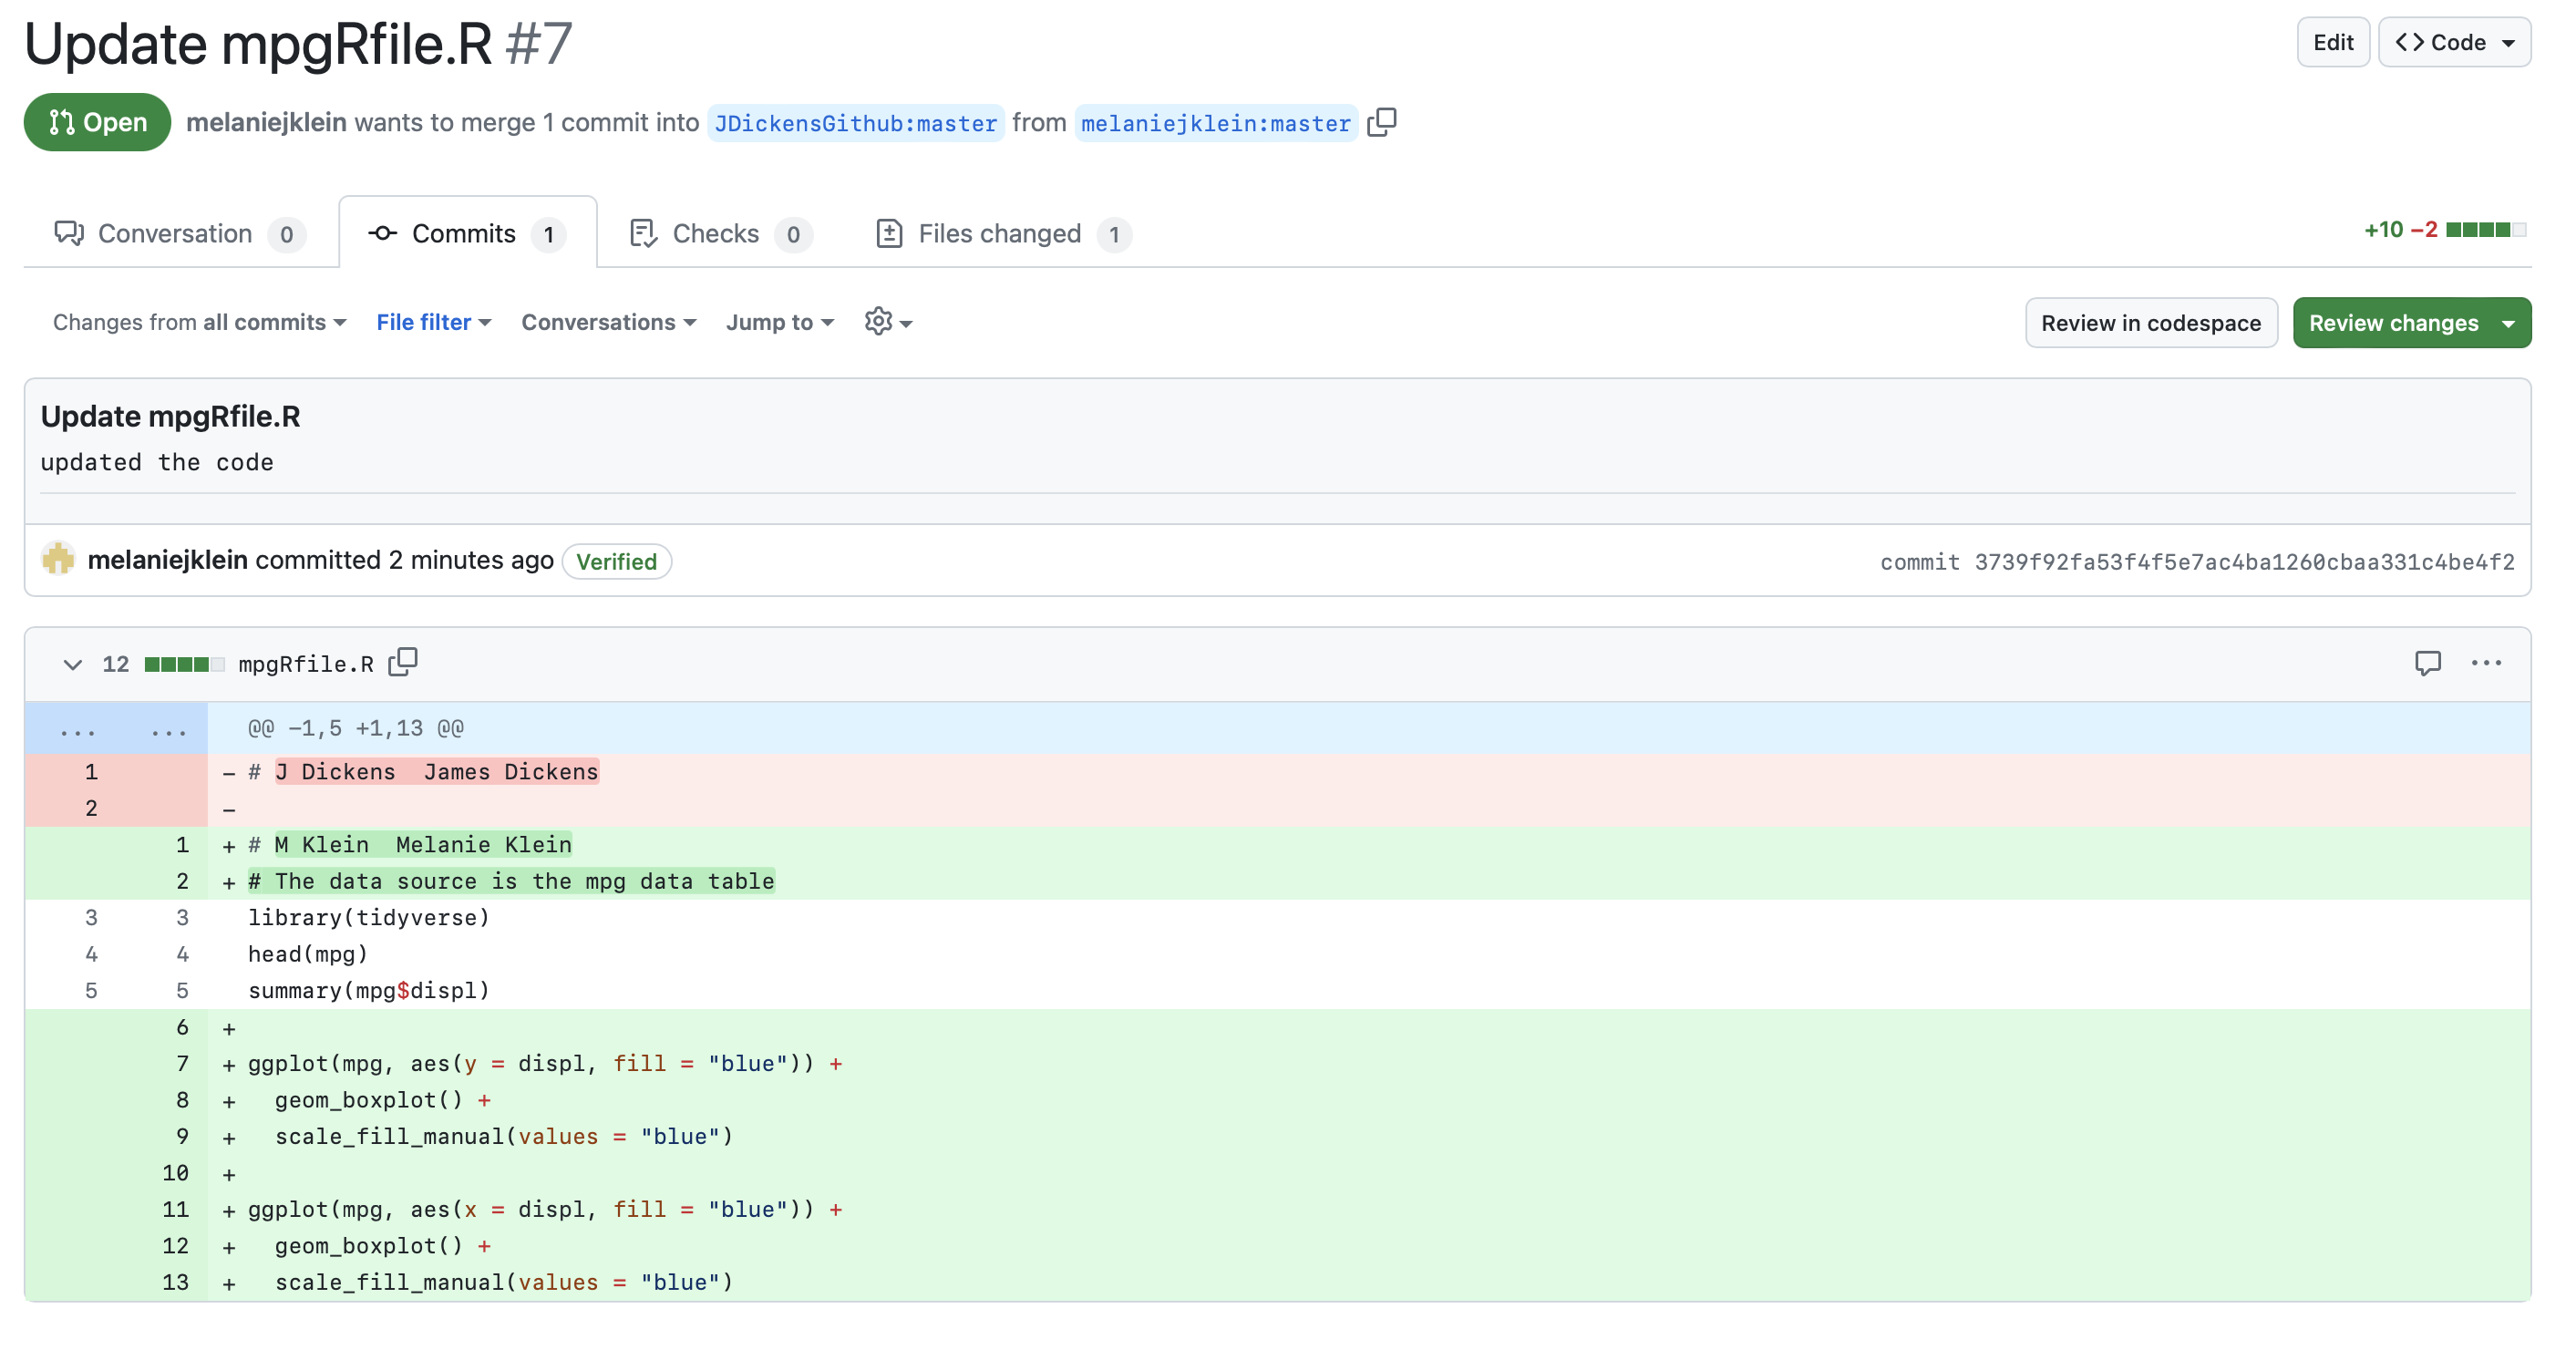 Update mpgRfile.R #7
Edit
Code
Open
melaniejklein wants to merge 1 commit into JDickensGithub:master from melaniejklein:master
Conversation 0
Commits 1
Checks 0
Files changed 1
+10 −2
Changes from all commits
File filter
Conversations
Jump to
Review in codespace
Review changes
Update mpgRfile.R
updated the code
melaniejklein committed 2 minutes ago Verified
commit 3739f92fa53f4f5e7ac4ba1260cbaa331c4be4f2
12 mpgRfile.R
... ... @@ -1,5 +1,13 @@
1 - # J Dickens  James Dickens
2 -
1 + # M Klein  Melanie Klein
2 + # The data source is the mpg data table
3 3 library(tidyverse)
4 4 head(mpg)
5 5 summary(mpg$displ)
6 +
7 + ggplot(mpg, aes(y = displ, fill = "blue")) +
8 +   geom_boxplot() +
9 +   scale_fill_manual(values = "blue")
10 +
11 + ggplot(mpg, aes(x = displ, fill = "blue")) +
12 +   geom_boxplot() +
13 +   scale_fill_manual(values = "blue")